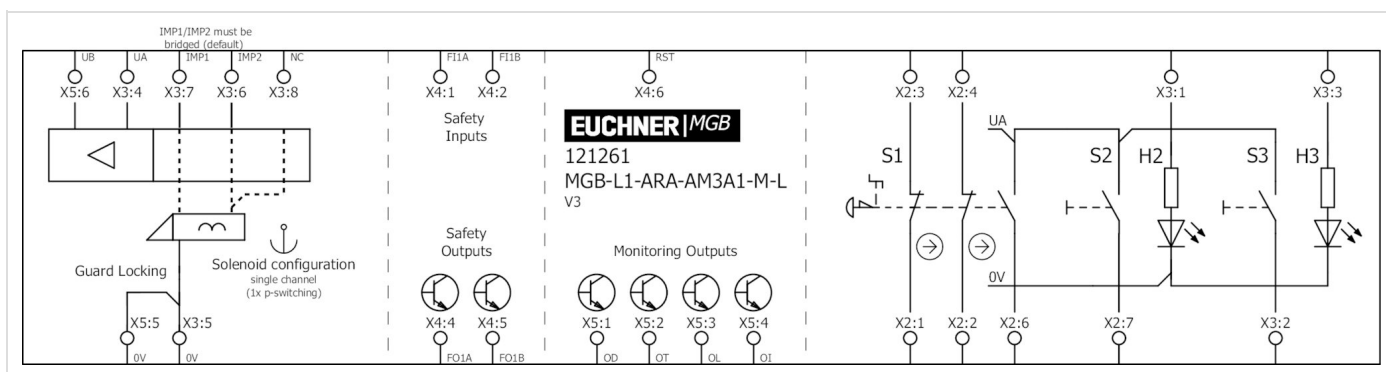 IMP1/IMP2 must be
bridged (default)
UB UA IMP1 IMP2 NC FI1A FI1B RST
X5:6 X3:4 X3:7 X3:6 X3:8 X4:1 X4:2 X4:6 X2:3 X2:4 X3:1 X3:3
Safety
Inputs
EUCHNER MGB
121261
MGB-L1-ARA-AM3A1-M-L
V3
UA
S1 S2 H2 S3 H3
Guard Locking
Solenoid configuration
single channel
(1x p-switching)
Safety
Outputs
Monitoring Outputs
0V
X5:5 X3:5 X4:4 X4:5 X5:1 X5:2 X5:3 X5:4 X2:1 X2:2 X2:6 X2:7 X3:2
0V 0V FO1A FO1B OD OT OL OI